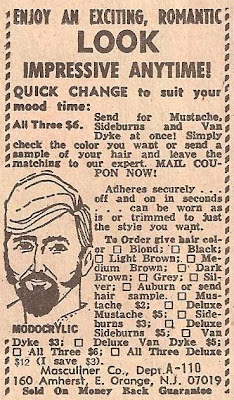 ENJOY AN EXCITING, ROMANTIC
LOOK
IMPRESSIVE ANYTIME!
QUICK CHANGE to suit your
mood time:
All Three $6. Send for Mustache,
Sideburns and Van
Dyke at once! Simply
check the color you want or send a
sample of your hair and leave the
matching to our expert. MAIL COU-
PON NOW!
Adheres securely . . .
off and on in seconds
. . . can be worn as
is or trimmed to just
the style you want.
To Order give hair col-
or □ Blond; □ Black;
□ Light Brown; □ Me-
dium Brown; □ Dark
Brown; □ Grey; □ Sil-
ver; □ Auburn or send
hair sample. □ Mus-
tache $2; □ Deluxe
Mustache $5; □ Side-
burns $3; □ Deluxe
Sideburns $5; □ Van
Dyke $3; □ Deluxe Van Dyke $5;
□ All Three $6; □ All Three Deluxe
$12 (I save $3).
MODOCRYLIC
Masculiner Co., Dept. A-110
160 Amherst, E. Orange, N.J. 07019
Sold On Money Back Guarantee